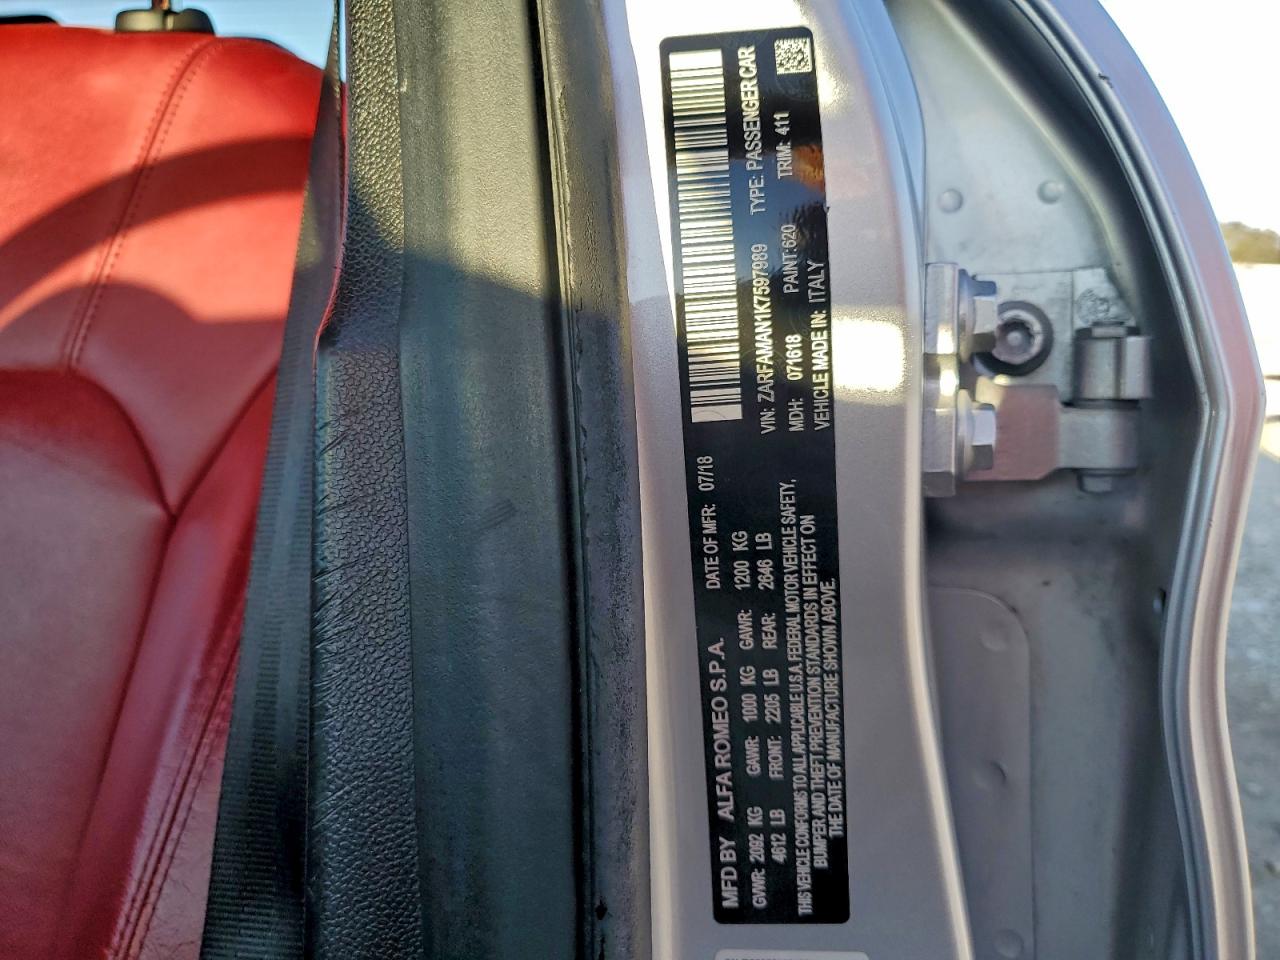 MFD BY ALFA ROMEO S.P.A. DATE OF MFR: 07/18
GVWR: 2092 KG GAWR: 1000 KG GAWR: 1200 KG
4612 LB FRONT: 2205 LB REAR: 2646 LB
THIS VEHICLE CONFORMS TO ALL APPLICABLE U.S.A. FEDERAL MOTOR VEHICLE SAFETY,
BUMPER AND THEFT PREVENTION STANDARDS IN EFFECT ON
THE DATE OF MANUFACTURE SHOWN ABOVE.
VIN: ZARFAMAN1K7597989 TYPE: PASSENGER CAR
MDH: 071618 PAINT: 620 TRIM: 411
VEHICLE MADE IN: ITALY